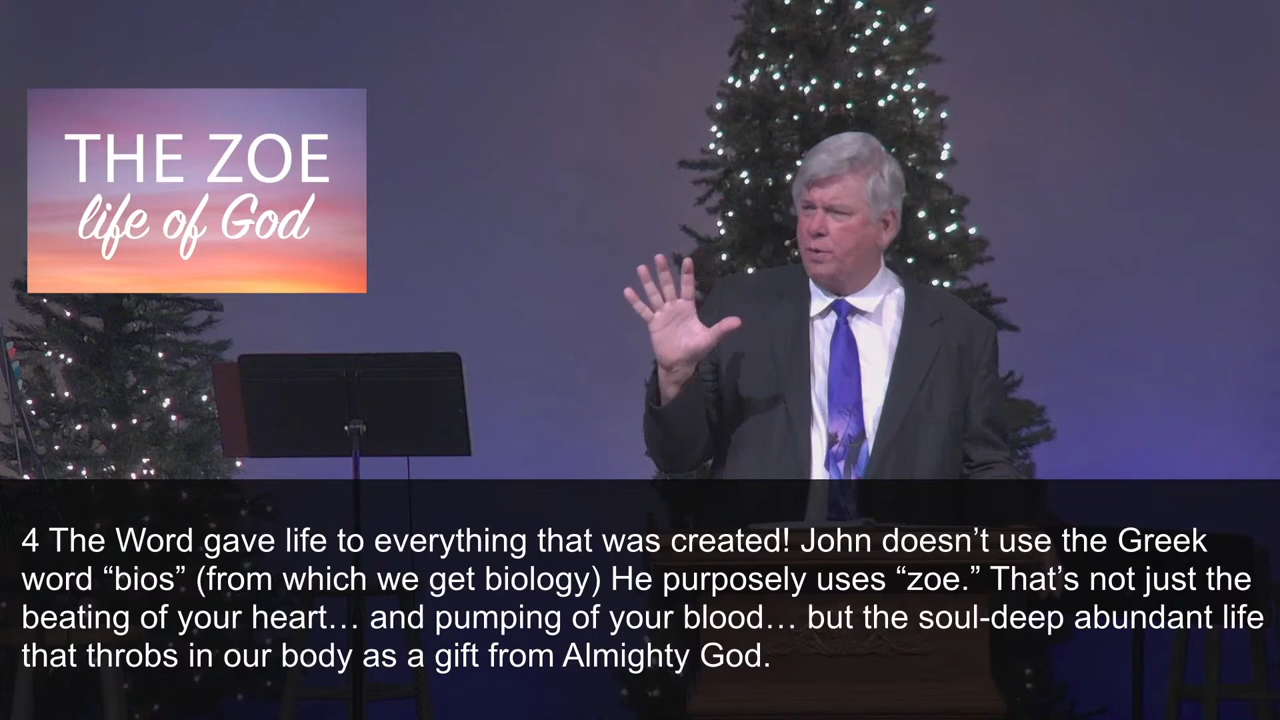 THE ZOE
life of God
4 The Word gave life to everything that was created! John doesn’t use the Greek
word “bios” (from which we get biology) He purposely uses “zoe.” That’s not just the
beating of your heart… and pumping of your blood… but the soul-deep abundant life
that throbs in our body as a gift from Almighty God.